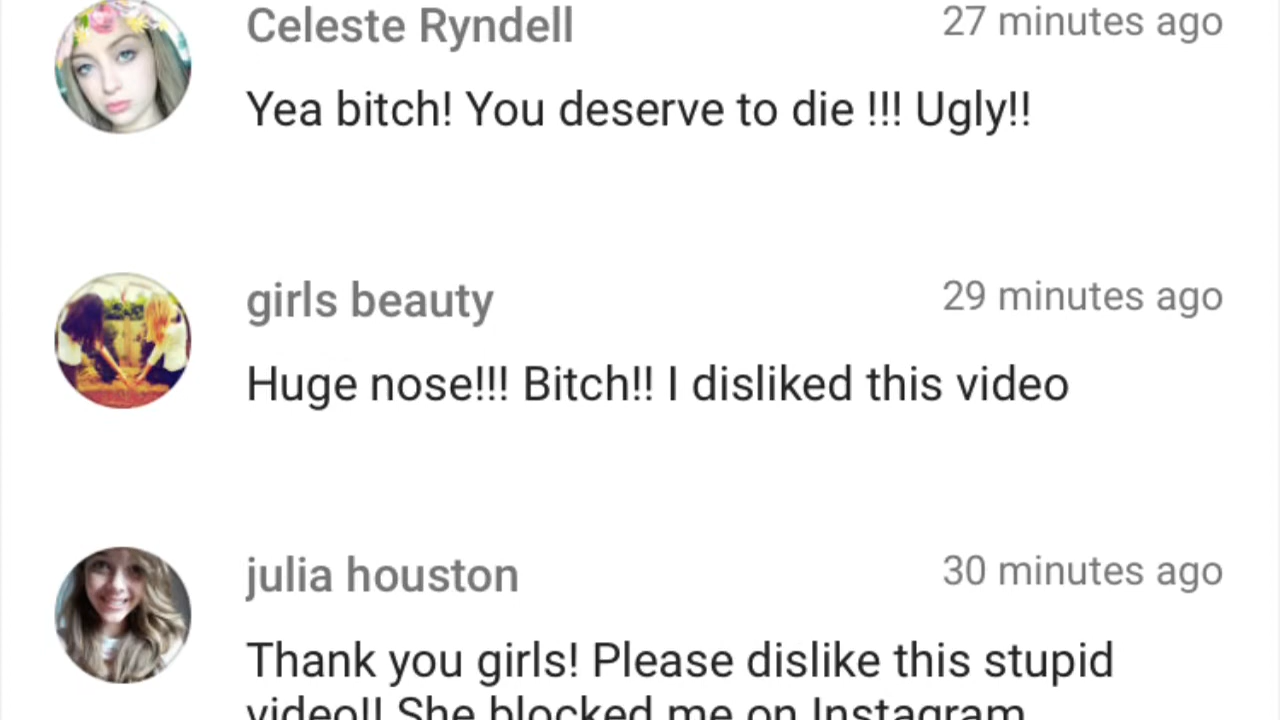 Celeste Ryndell
27 minutes ago
Yea bitch! You deserve to die !!! Ugly!!
girls beauty
29 minutes ago
Huge nose!!! Bitch!! I disliked this video
julia houston
30 minutes ago
Thank you girls! Please dislike this stupid
video!! She blocked me on Instagram